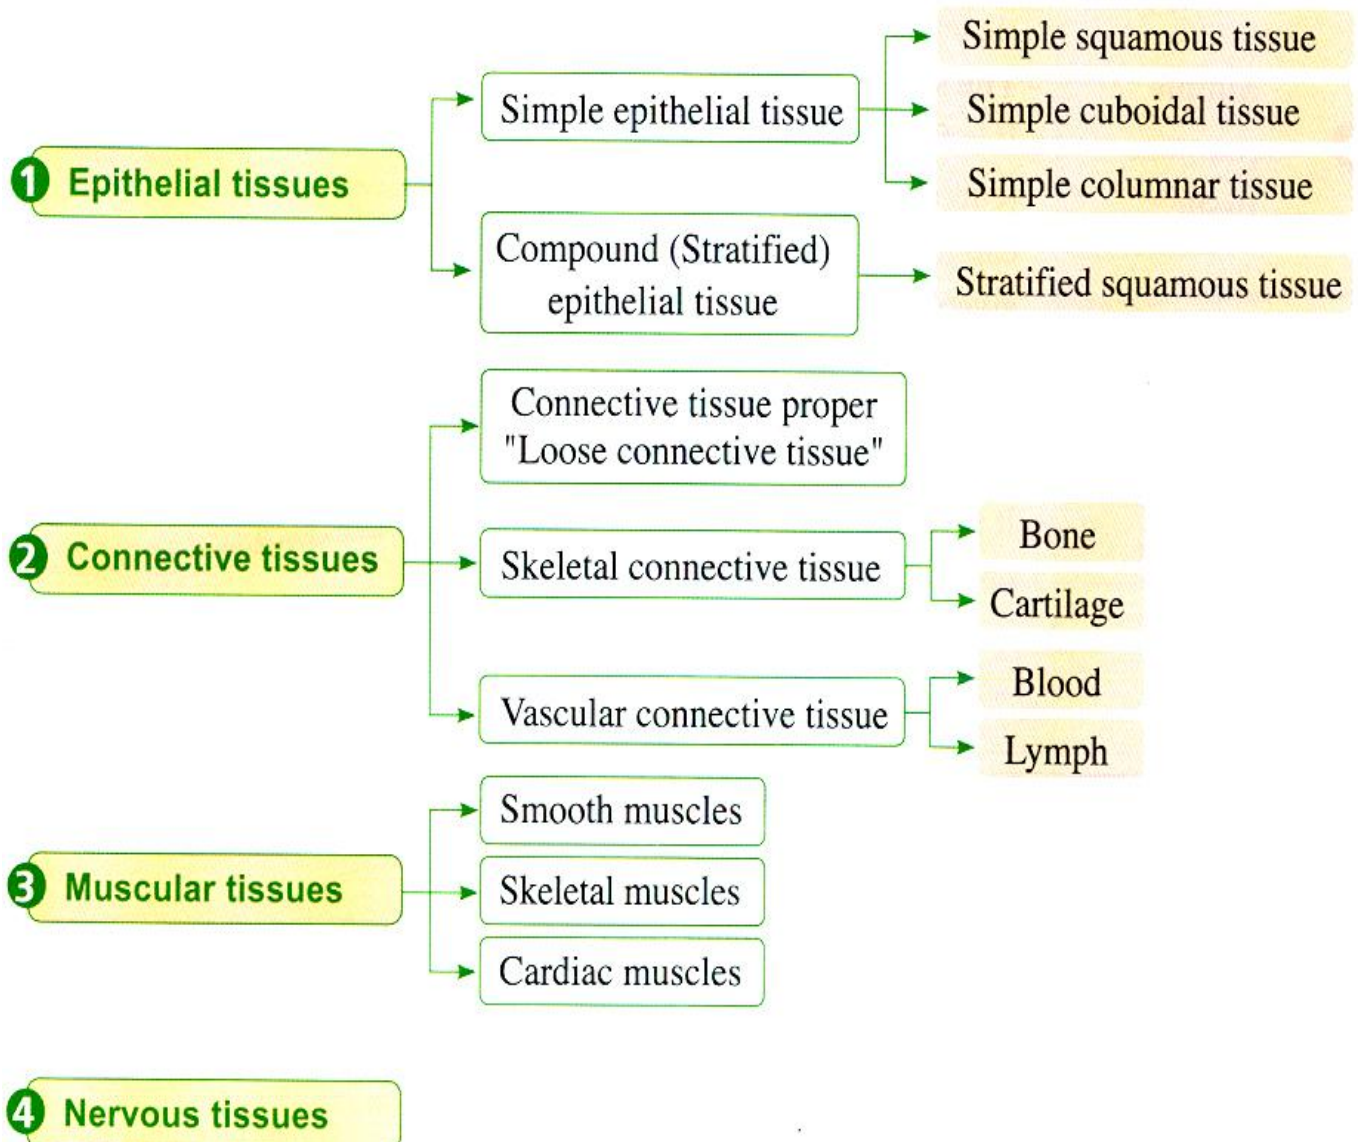 1 Epithelial tissues
Simple epithelial tissue
Simple squamous tissue
Simple cuboidal tissue
Simple columnar tissue
Compound (Stratified)
epithelial tissue
Stratified squamous tissue
2 Connective tissues
Connective tissue proper
"Loose connective tissue"
Skeletal connective tissue
Bone
Cartilage
Vascular connective tissue
Blood
Lymph
3 Muscular tissues
Smooth muscles
Skeletal muscles
Cardiac muscles
4 Nervous tissues